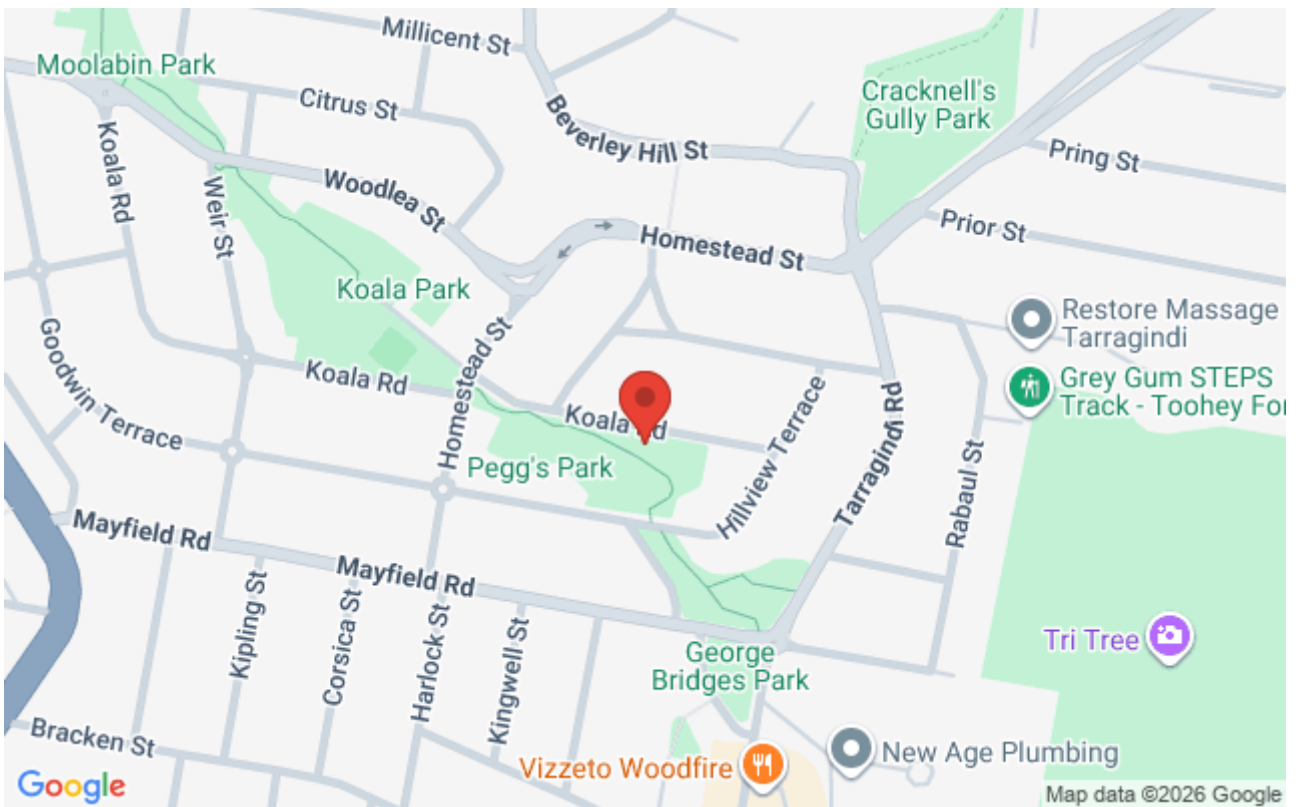 Millicent St
Moolabin Park
Cracknell's
Gully Park
Citrus St
Beverley Hill St
Koala Rd
Pring St
Woodlea St
Weir St
Prior St
Homestead St
Koala Park
Restore Massage
Tarragindi
Goodwin Terrace
Koala Rd
Homestead St
Grey Gum STEPS
Track - Toohey For
Koala Rd
Hillview Terrace
Tarragindi Rd
Pegg's Park
Rabaul St
Mayfield Rd
Mayfield Rd
Kipling St
Corsica St
Harlock St
Kingwell St
Tri Tree
George
Bridges Park
Bracken St
New Age Plumbing
Vizzeto Woodfire
Google
Map data ©2026 Google